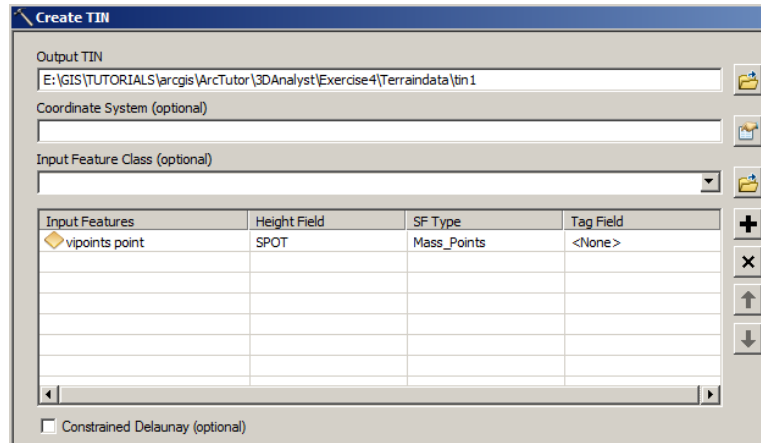 Create TIN
Output TIN
E:\GIS\TUTORIALS\arcgis\ArcTutor\3DAnalyst\Exercise4\Terraindata\tin1
Coordinate System (optional)
Input Feature Class (optional)
Input Features Height Field SF Type Tag Field
vipoints point SPOT Mass_Points <None>
Constrained Delaunay (optional)